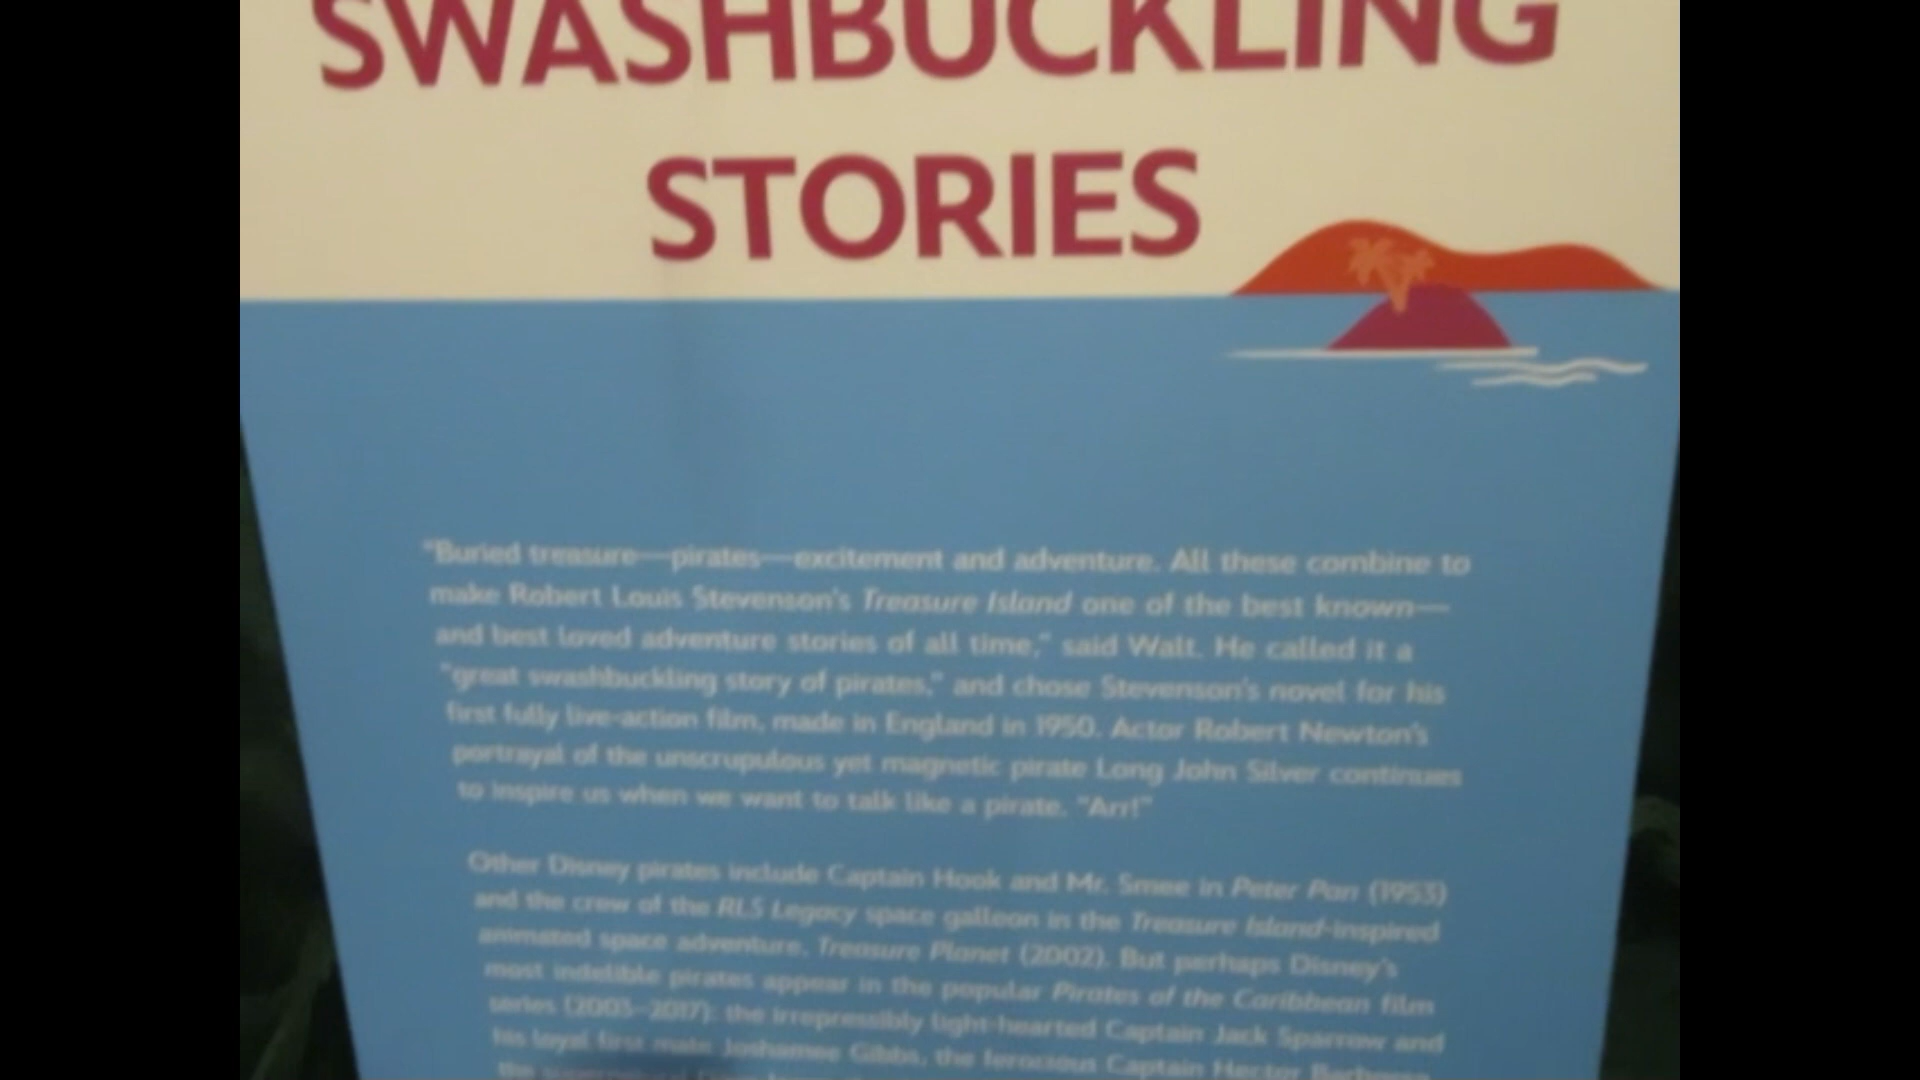 SWASHBUCKLING
STORIES
"Buried treasure—pirates—excitement and adventure. All these combine to
make Robert Louis Stevenson's Treasure Island one of the best known—
and best loved adventure stories of all time," said Walt. He called it a
"great swashbuckling story of pirates," and chose Stevenson's novel for his
first fully live-action film, made in England in 1950. Actor Robert Newton's
portrayal of the unscrupulous yet magnetic pirate Long John Silver continues
to inspire us when we want to talk like a pirate. "Arr!"
Other Disney pirates include Captain Hook and Mr. Smee in Peter Pan (1953)
and the crew of the RLS Legacy space galleon in the Treasure Island-inspired
animated space adventure, Treasure Planet (2002). But perhaps Disney's
most indelible pirates appear in the popular Pirates of the Caribbean film
series (2003–2017): the irrepressibly light-hearted Captain Jack Sparrow and
his loyal first mate Joshamee Gibbs, the ferocious Captain Hector Barbossa,
the